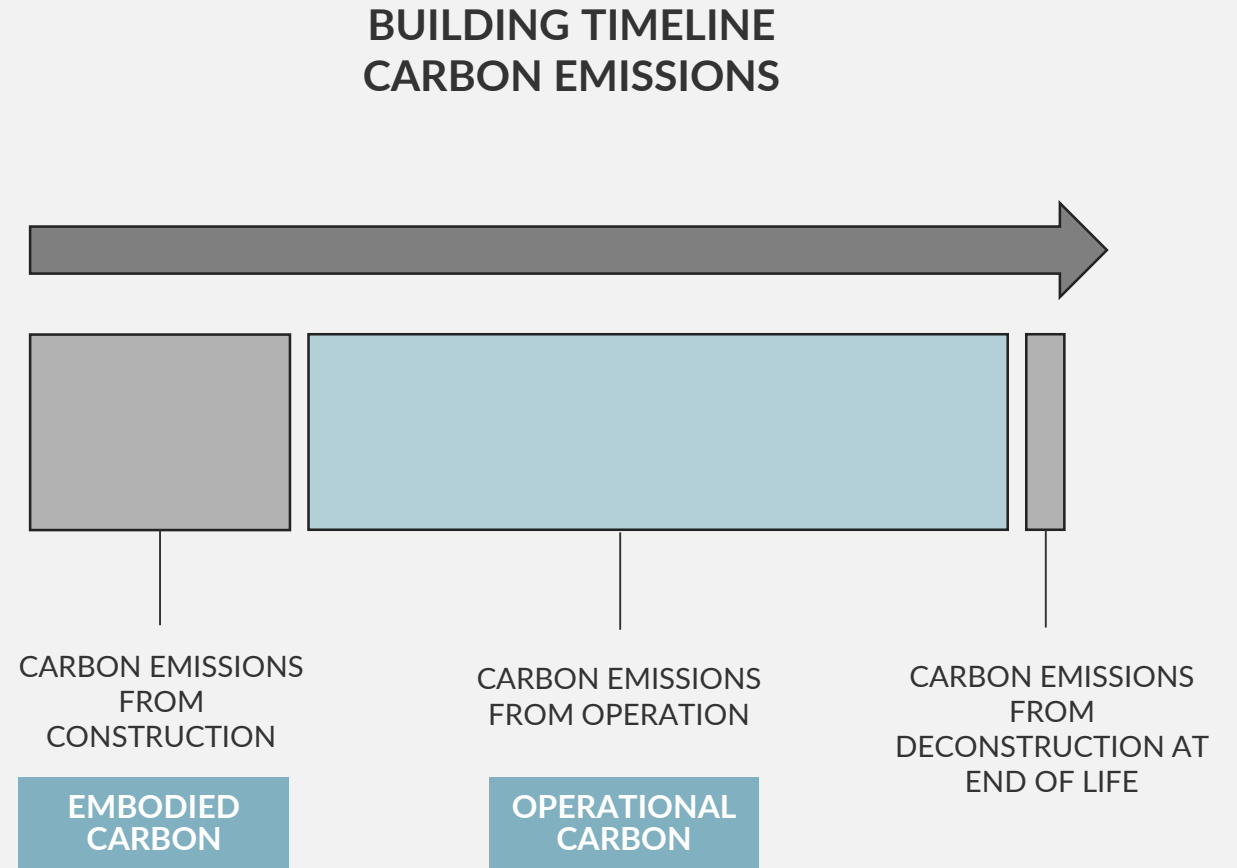 BUILDING TIMELINE
CARBON EMISSIONS
CARBON EMISSIONS
FROM
CONSTRUCTION
EMBODIED
CARBON
CARBON EMISSIONS
FROM OPERATION
OPERATIONAL
CARBON
CARBON EMISSIONS
FROM
DECONSTRUCTION AT
END OF LIFE